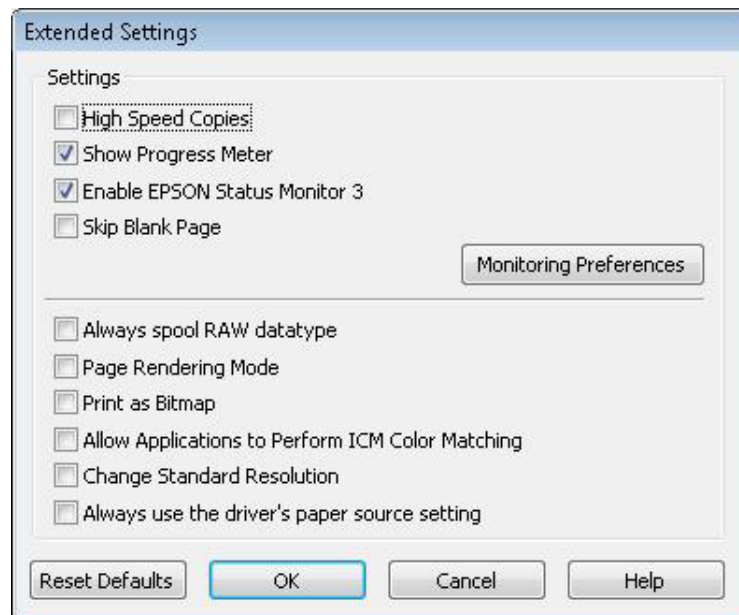 Extended Settings
Settings
High Speed Copies
Show Progress Meter
Enable EPSON Status Monitor 3
Skip Blank Page
Monitoring Preferences
Always spool RAW datatype
Page Rendering Mode
Print as Bitmap
Allow Applications to Perform ICM Color Matching
Change Standard Resolution
Always use the driver's paper source setting
Reset Defaults OK Cancel Help